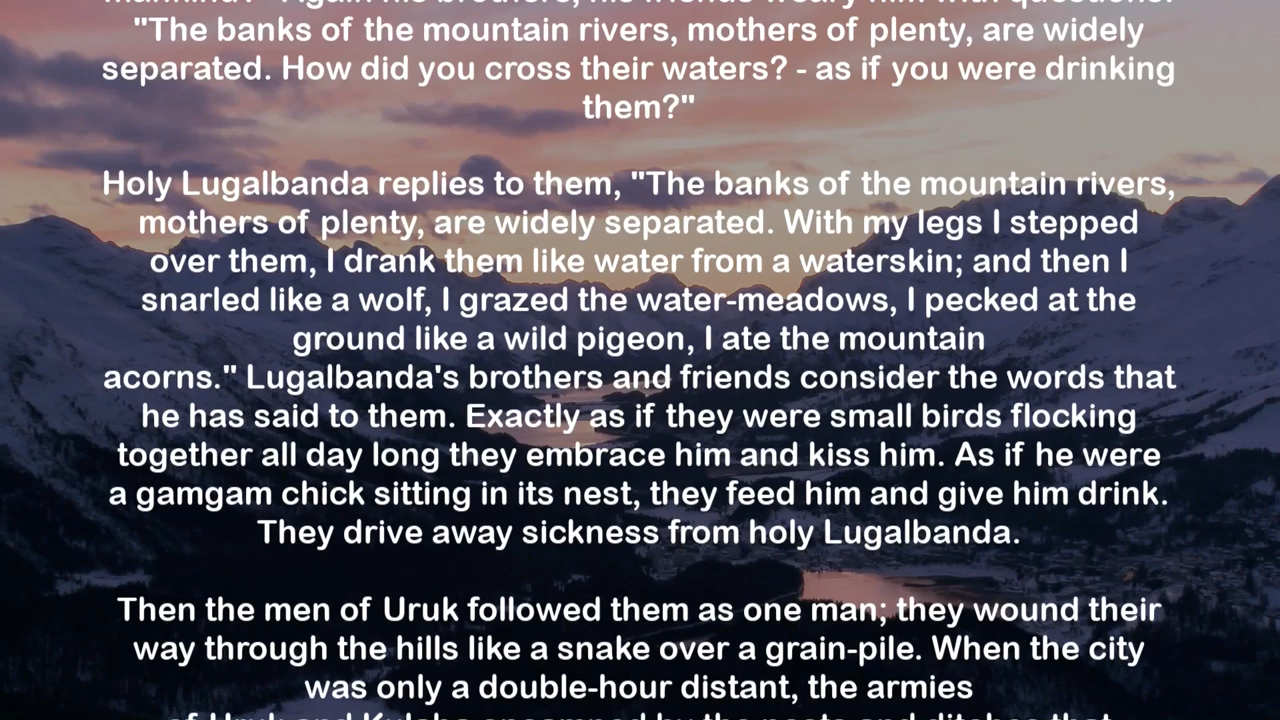 "The banks of the mountain rivers, mothers of plenty, are widely
separated. How did you cross their waters? - as if you were drinking
them?"
Holy Lugalbanda replies to them, "The banks of the mountain rivers,
mothers of plenty, are widely separated. With my legs I stepped
over them, I drank them like water from a waterskin; and then I
snarled like a wolf, I grazed the water-meadows, I pecked at the
ground like a wild pigeon, I ate the mountain
acorns." Lugalbanda's brothers and friends consider the words that
he has said to them. Exactly as if they were small birds flocking
together all day long they embrace him and kiss him. As if he were
a gamgam chick sitting in its nest, they feed him and give him drink.
They drive away sickness from holy Lugalbanda.
Then the men of Uruk followed them as one man; they wound their
way through the hills like a snake over a grain-pile. When the city
was only a double-hour distant, the armies